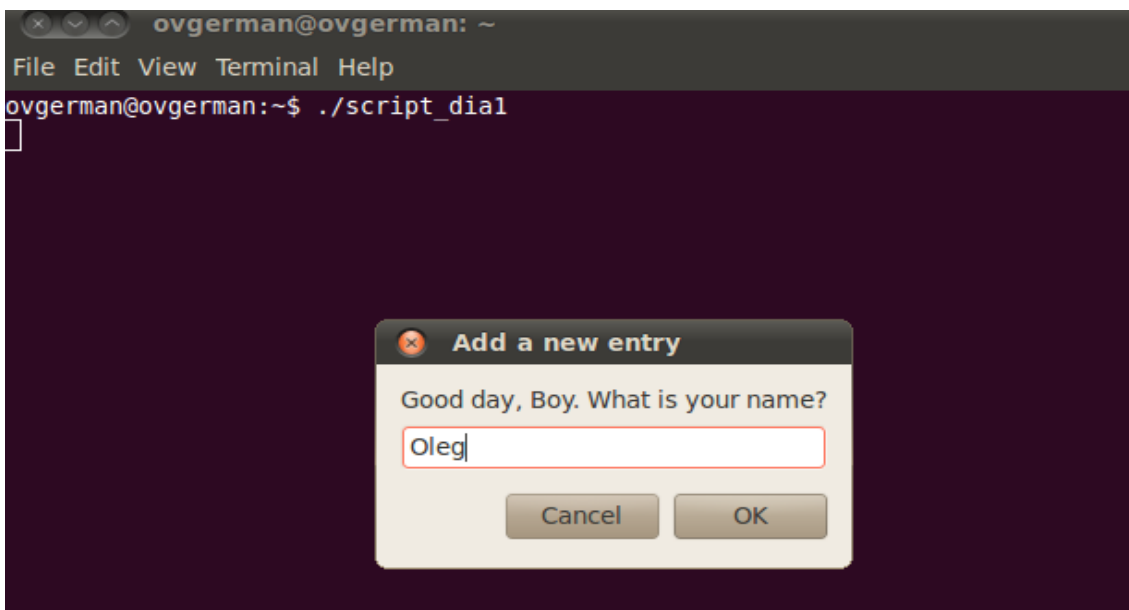 ovgerman@ovgerman: ~
File Edit View Terminal Help
ovgerman@ovgerman:~$ ./script_dia1
Add a new entry
Good day, Boy. What is your name?
Oleg
Cancel OK